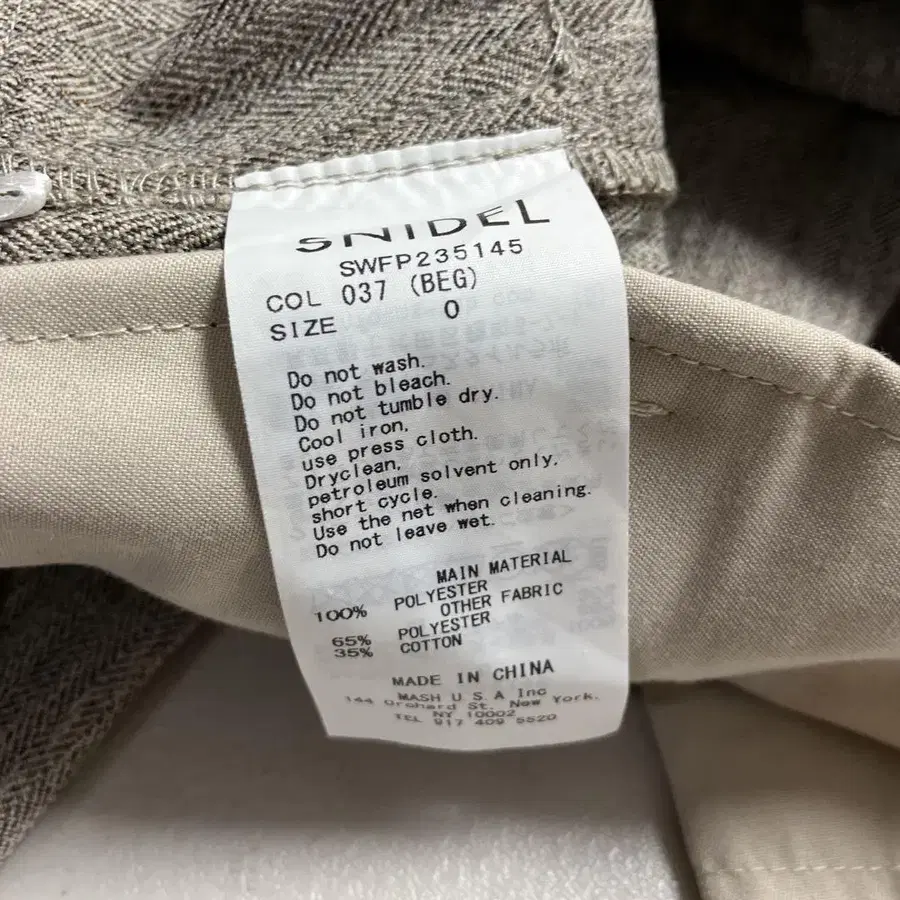 SNIDEL
SWFP235145
COL 037 (BEG)
SIZE 0
Do not wash.
Do not bleach.
Do not tumble dry.
Cool iron,
use press cloth.
Dryclean,
petroleum solvent only,
short cycle.
Use the net when cleaning.
Do not leave wet.
MAIN MATERIAL
100% POLYESTER
OTHER FABRIC
65% POLYESTER
35% COTTON
MADE IN CHINA
MASH U.S.A Inc
144 Orchard St. New York.
NY 10002
TEL 917 409 5520